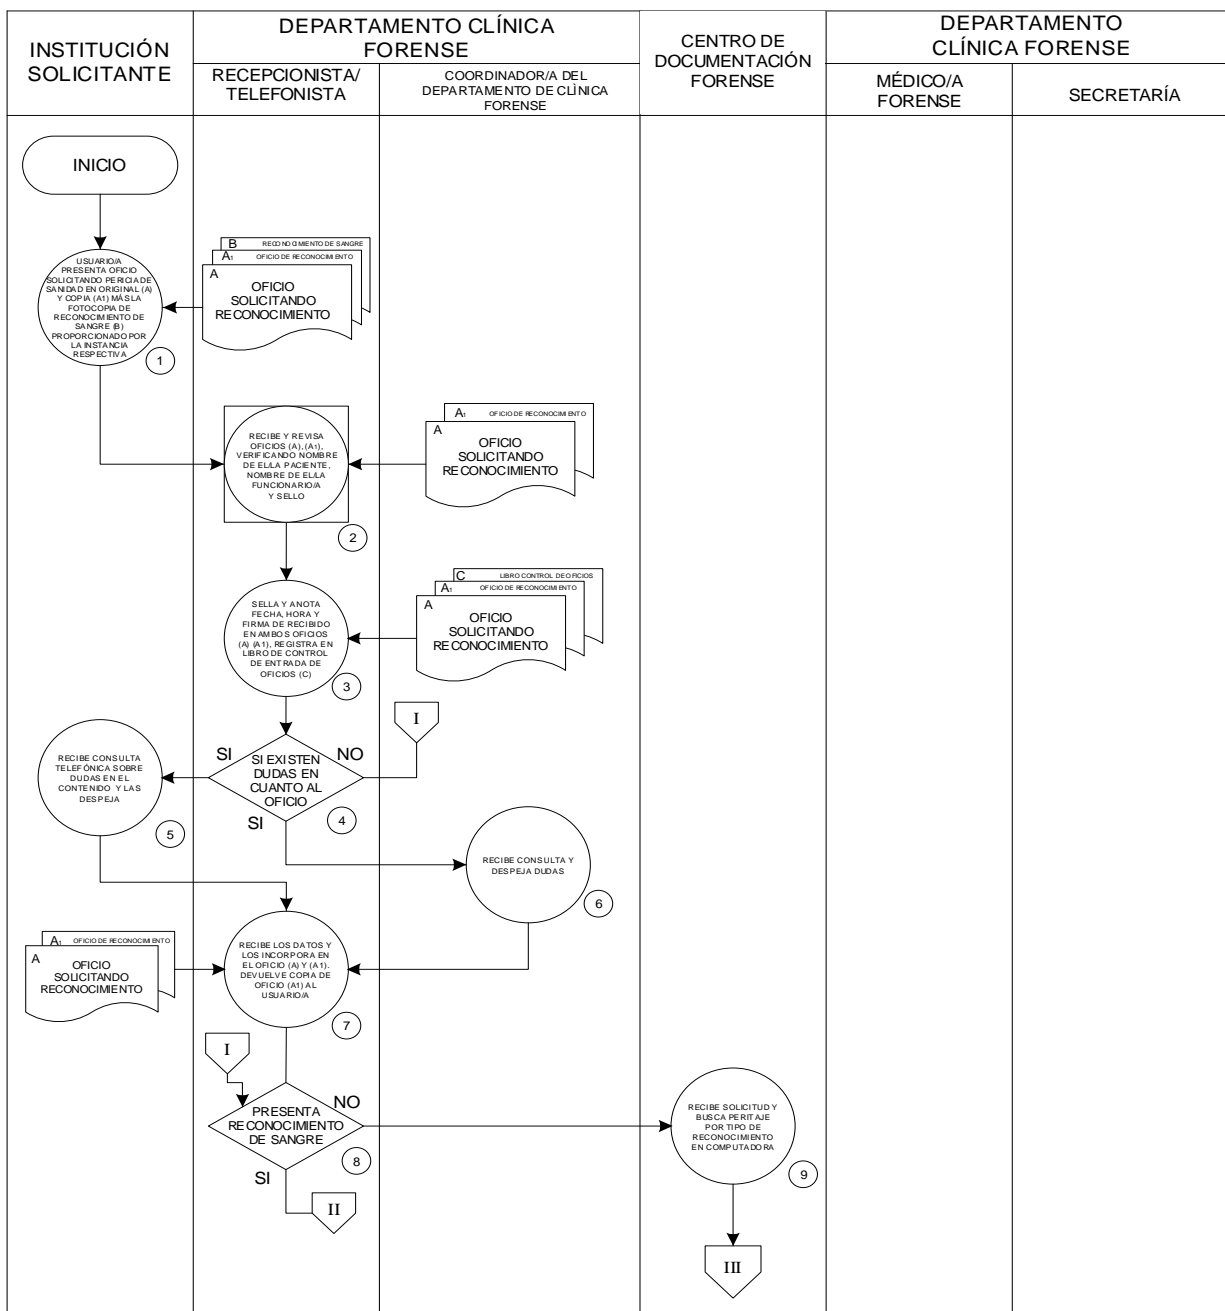 INSTITUCIÓN
SOLICITANTE
DEPARTAMENTO CLÍNICA
FORENSE
RECEPCIONISTA/
TELEFONISTA
COORDINADOR/A DEL
DEPARTAMENTO DE CLÌNICA
FORENSE
CENTRO DE
DOCUMENTACIÓN
FORENSE
DEPARTAMENTO
CLÍNICA FORENSE
MÉDICO/A
FORENSE
SECRETARÍA
INICIO
USUARIO/A
PRESENTA OFICIO
SOLICITANDO PERICIA DE
SANIDAD EN ORIGINAL (A)
Y COPIA (A1) MÁS LA
FOTOCOPIA DE
RECONOCIMIENTO DE
SANGRE (B)
PROPORCIONADO POR
LA INSTANCIA
RESPECTIVA
1
B
RECONOCIMIENTO DE SANGRE
A1
OFICIO DE RECONOCIMIENTO
A
OFICIO
SOLICITANDO
RECONOCIMIENTO
RECIBE Y REVISA
OFICIOS (A), (A1),
VERIFICANDO NOMBRE
DE EL/LA PACIENTE,
NOMBRE DE EL/LA
FUNCIONARIO/A
Y SELLO
2
A1
OFICIO DE RECONOCIMIENTO
A
OFICIO
SOLICITANDO
RECONOCIMIENTO
SELLA Y ANOTA
FECHA, HORA Y
FIRMA DE RECIBIDO
EN AMBOS OFICIOS
(A) (A1), REGISTRA EN
LIBRO DE CONTROL
DE ENTRADA DE
OFICIOS (C)
3
C
LIBRO CONTROL DE OFICIOS
A1
OFICIO DE RECONOCIMIENTO
A
OFICIO
SOLICITANDO
RECONOCIMIENTO
I
SI
SI EXISTEN
DUDAS EN
CUANTO AL
OFICIO
NO
SI
4
RECIBE CONSULTA
TELEFÓNICA SOBRE
DUDAS EN EL
CONTENIDO Y LAS
DESPEJA
5
RECIBE CONSULTA Y
DESPEJA DUDAS
6
A1
OFICIO DE RECONOCIMIENTO
A
OFICIO
SOLICITANDO
RECONOCIMIENTO
RECIBE LOS DATOS Y
LOS INCORPORA EN
EL OFICIO (A) Y (A1).
DEVUELVE COPIA DE
OFICIO (A1) AL
USUARIO/A
7
I
PRESENTA
RECONOCIMIENTO
DE SANGRE
NO
SI
8
II
RECIBE SOLICITUD Y
BUSCA PERITAJE
POR TIPO DE
RECONOCIMIENTO
EN COMPUTADORA
9
III